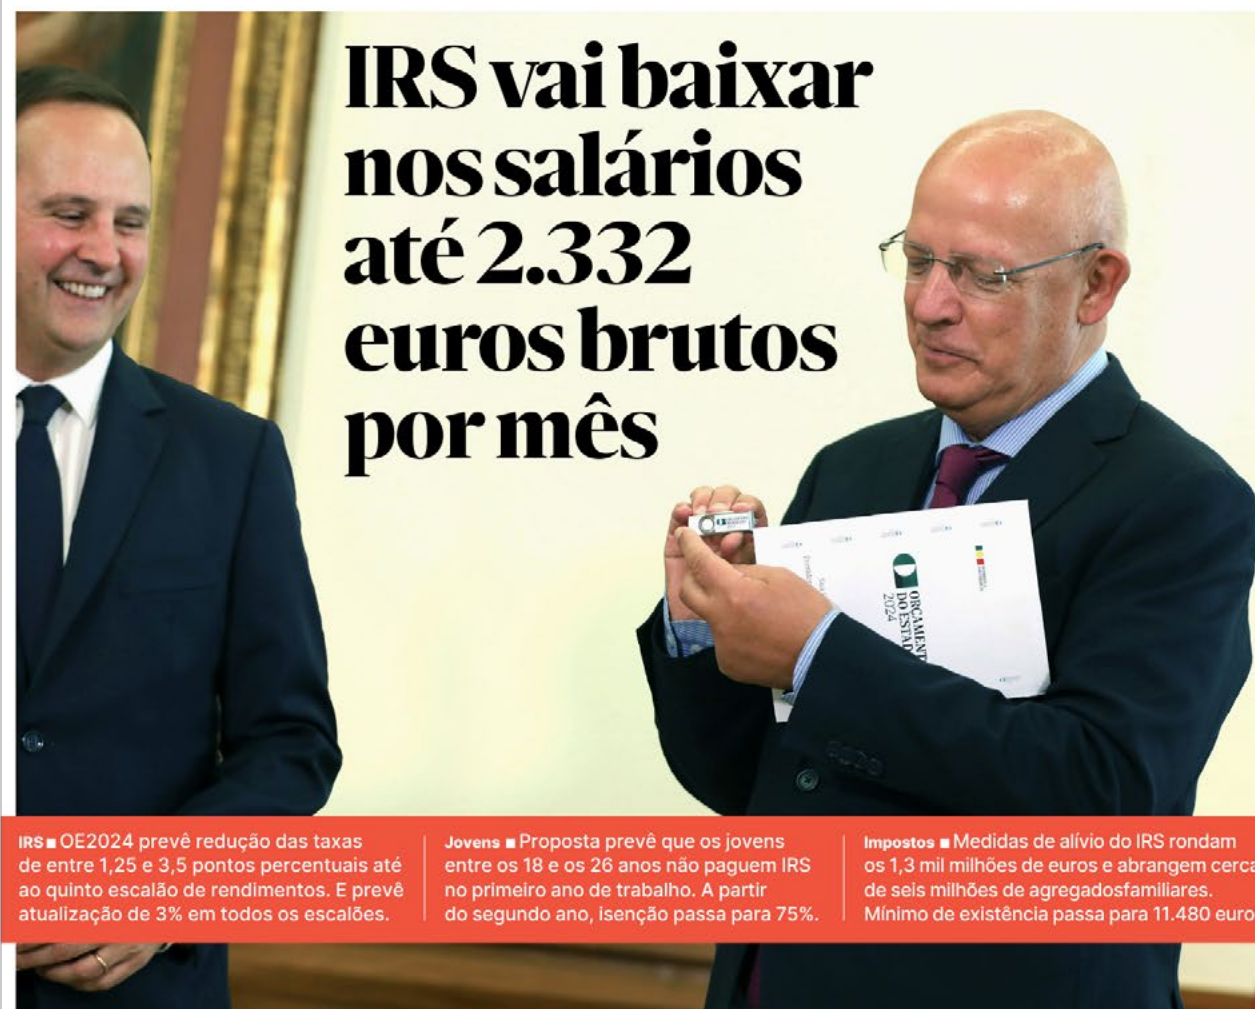 IRS vai baixar
nos salários
até 2.332
euros brutos
por mês
ORÇAMENT
DO ESTAD
2024
IRS ■ OE2024 prevê redução das taxas
de entre 1,25 e 3,5 pontos percentuais até
ao quinto escalão de rendimentos. E prevê
atualização de 3% em todos os escalões.
Jovens ■ Proposta prevê que os jovens
entre os 18 e os 26 anos não paguem IRS
no primeiro ano de trabalho. A partir
do segundo ano, isenção passa para 75%.
Impostos ■ Medidas de alívio do IRS rondam
os 1,3 mil milhões de euros e abrangem cerca
de seis milhões de agregadosfamiliares.
Mínimo de existência passa para 11.480 euro